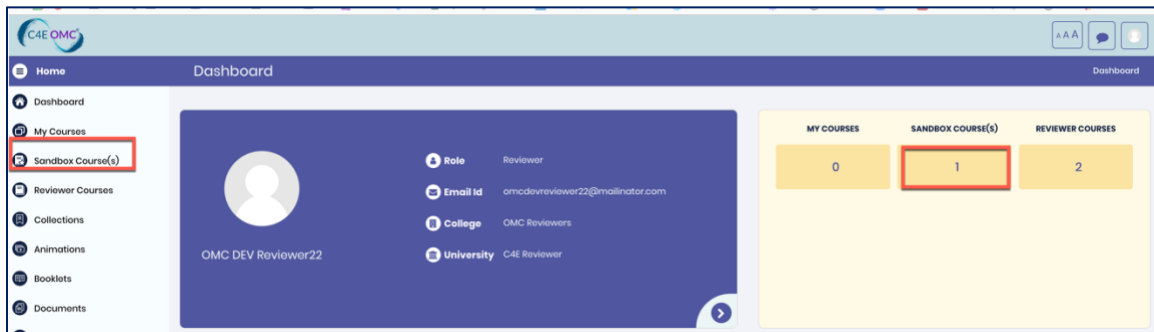 C4E OMC
A A A
Home
Dashboard
Dashboard
Dashboard
My Courses
Sandbox Course(s)
Reviewer Courses
Collections
Animations
Booklets
Documents
OMC DEV Reviewer22
Role Reviewer
Email Id omcdevreviewer22@mailinator.com
College OMC Reviewers
University C4E Reviewer
MY COURSES SANDBOX COURSE(S) REVIEWER COURSES
0 1 2